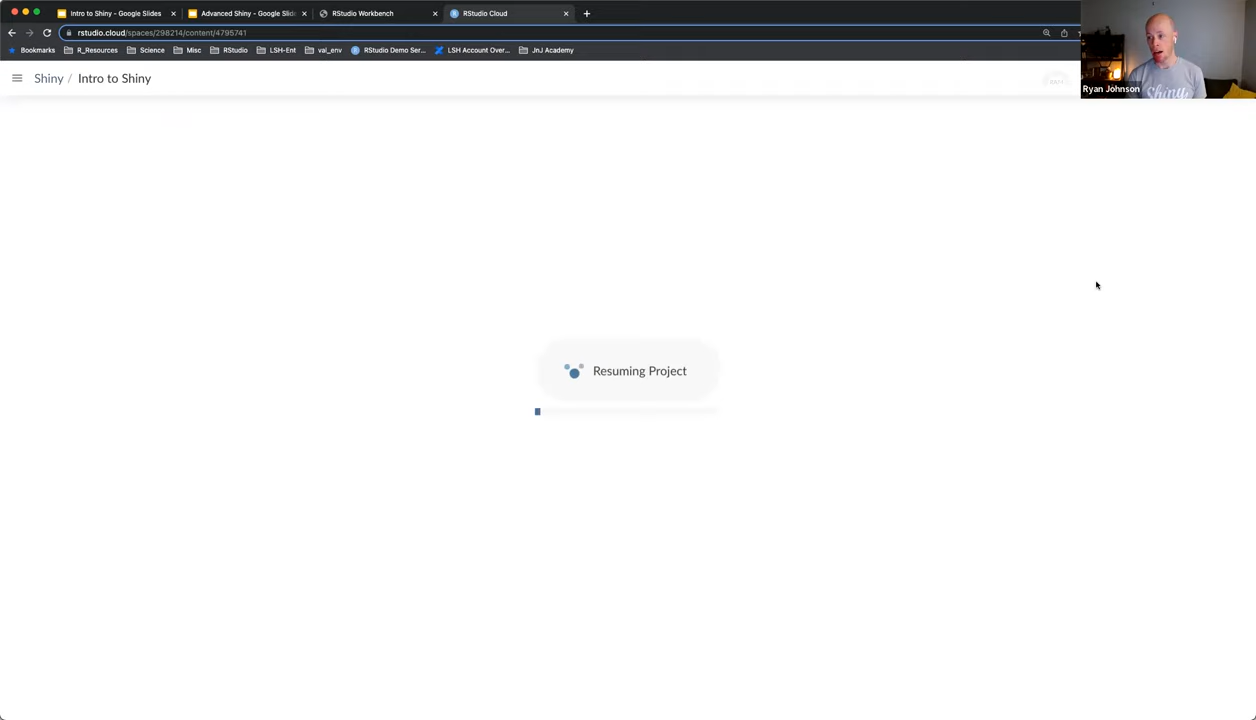 Intro to Shiny - Google Slides
Advanced Shiny - Google Slid
RStudio Workbench
RStudio Cloud
rstudio.cloud/spaces/298214/content/4795741
Bookmarks
R_Resources
Science
Misc
RStudio
LSH-Ent
val_env
RStudio Demo Ser...
LSH Account Over...
JnJ Academy
Shiny / Intro to Shiny
Shiny
Ryan Johnson
Resuming Project